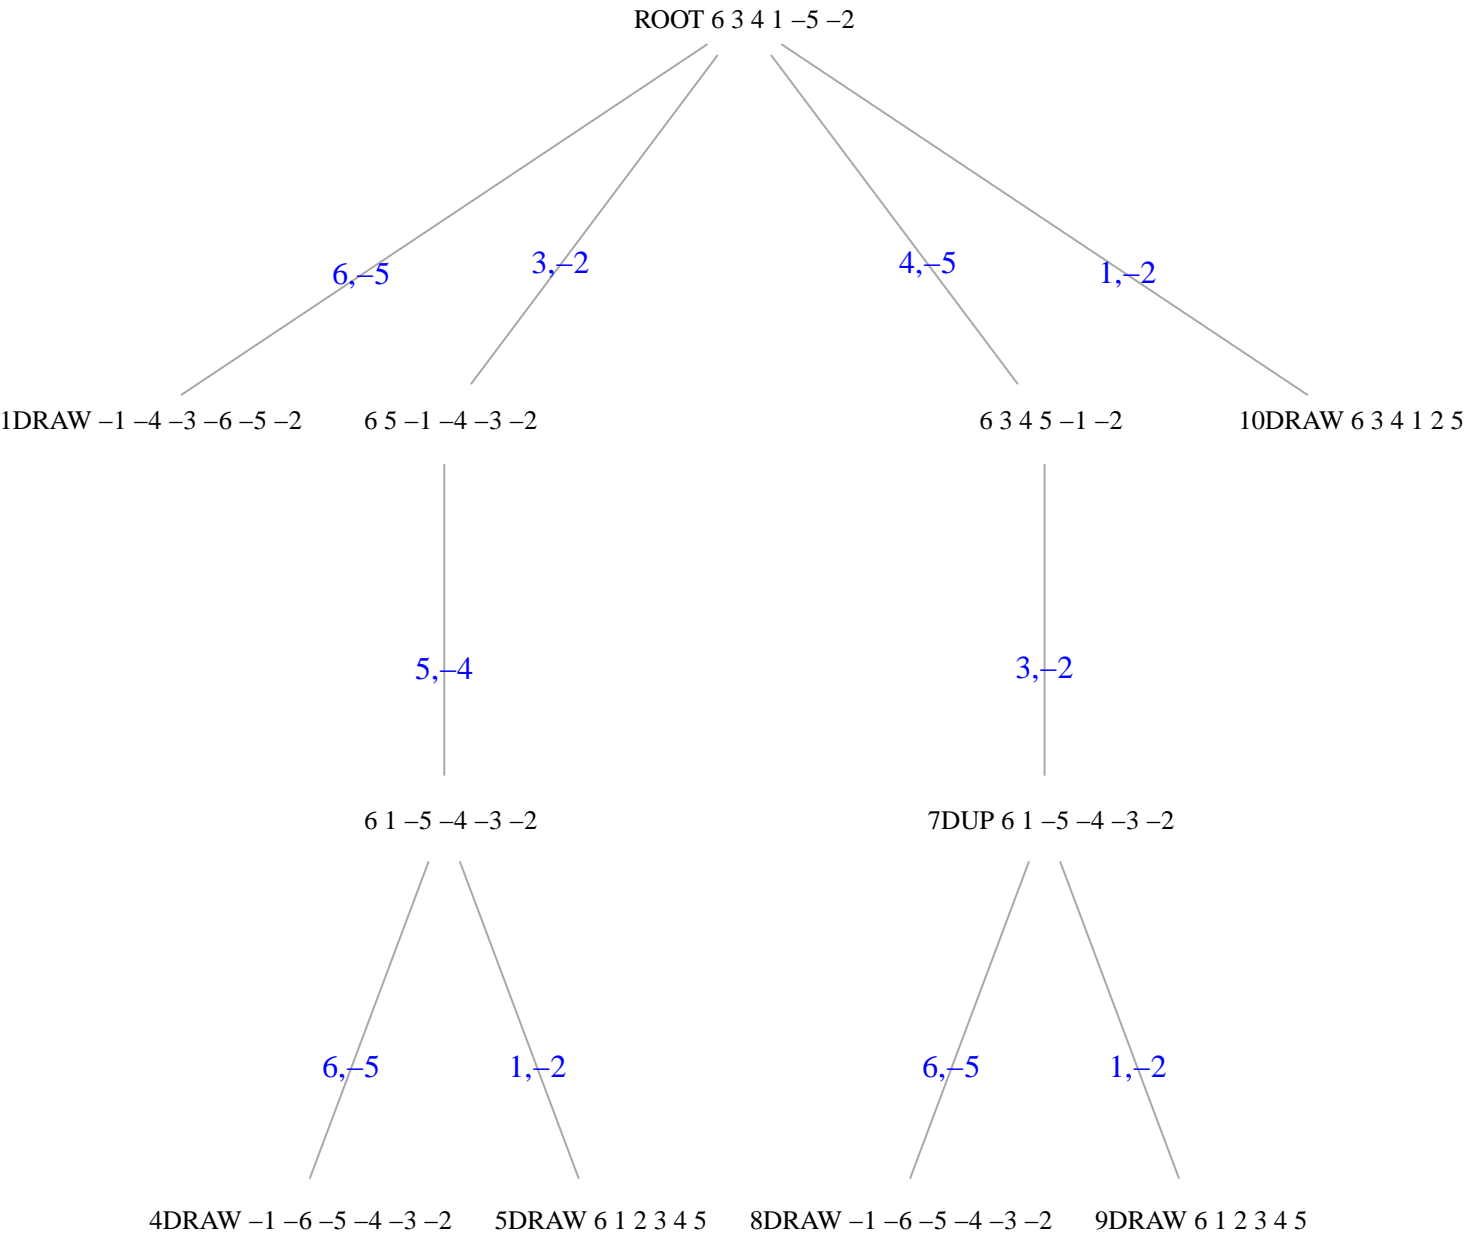 ROOT 6 3 4 1 –5 –2
6,–5
3,–2
4,–5
1,–2
1DRAW –1 –4 –3 –6 –5 –2
6 5 –1 –4 –3 –2
6 3 4 5 –1 –2
10DRAW 6 3 4 1 2 5
5,–4
3,–2
6 1 –5 –4 –3 –2
7DUP 6 1 –5 –4 –3 –2
6,–5
1,–2
6,–5
1,–2
4DRAW –1 –6 –5 –4 –3 –2
5DRAW 6 1 2 3 4 5
8DRAW –1 –6 –5 –4 –3 –2
9DRAW 6 1 2 3 4 5